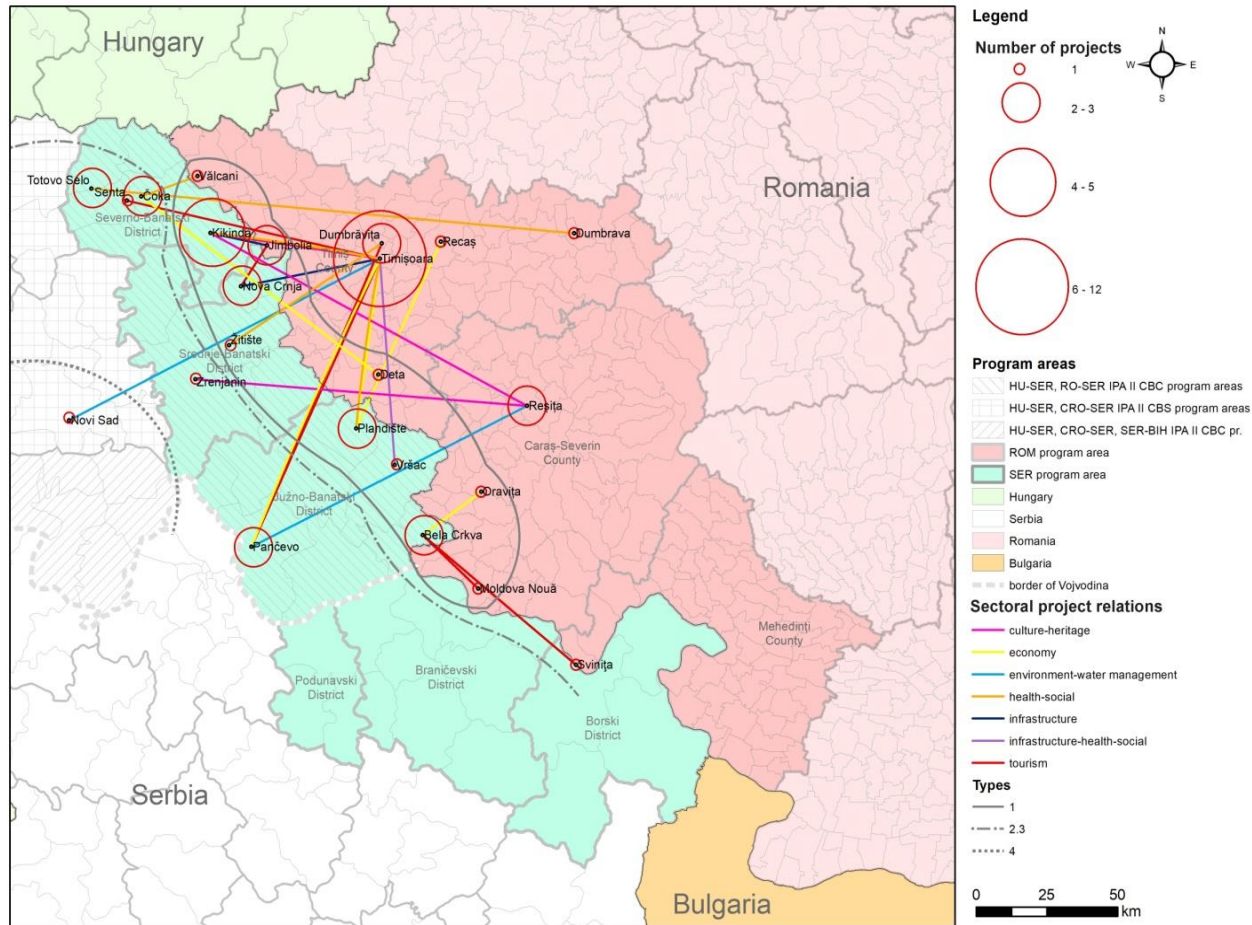 Hungary
Romania
Serbia
Bulgaria
Totovo Selo
Senta
Čoka
Vălcani
Severno-Banatski
District
Kikinda
Jimbolia
Dumbrăvița
Timiș
County
Timișoara
Recaș
Dumbrava
Nova Crnja
Žitište
Srednje-Banatski
District
Zrenjanin
Deta
Novi Sad
Plandište
Reșița
Vršac
Caraș-Severin
County
Oravița
Južno-Banatski
District
Pančevo
Bela Crkva
Moldova Nouă
Svinița
Mehedinți
County
Podunavski
District
Braničevski
District
Borski
District
Legend
Number of projects
1
2 - 3
4 - 5
6 - 12
N
W
E
S
Program areas
HU-SER, RO-SER IPA II CBC program areas
HU-SER, CRO-SER IPA II CBS program areas
HU-SER, CRO-SER, SER-BIH IPA II CBC pr.
ROM program area
SER program area
Hungary
Serbia
Romania
Bulgaria
border of Vojvodina
Sectoral project relations
culture-heritage
economy
environment-water management
health-social
infrastructure
infrastructure-health-social
tourism
Types
1
2.3
4
0 25 50
km